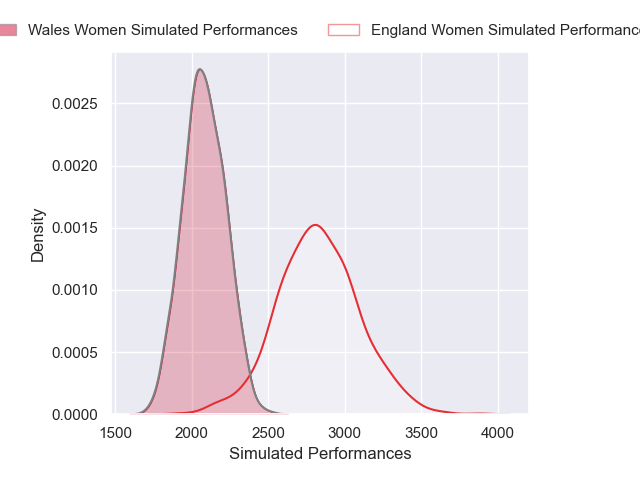 Wales Women Simulated Performances England Women Simulated Performanc
0.0025
0.0020
0.0015
0.0010
0.0005
0.0000
Density
1500 2000 2500 3000 3500 4000
Simulated Performances